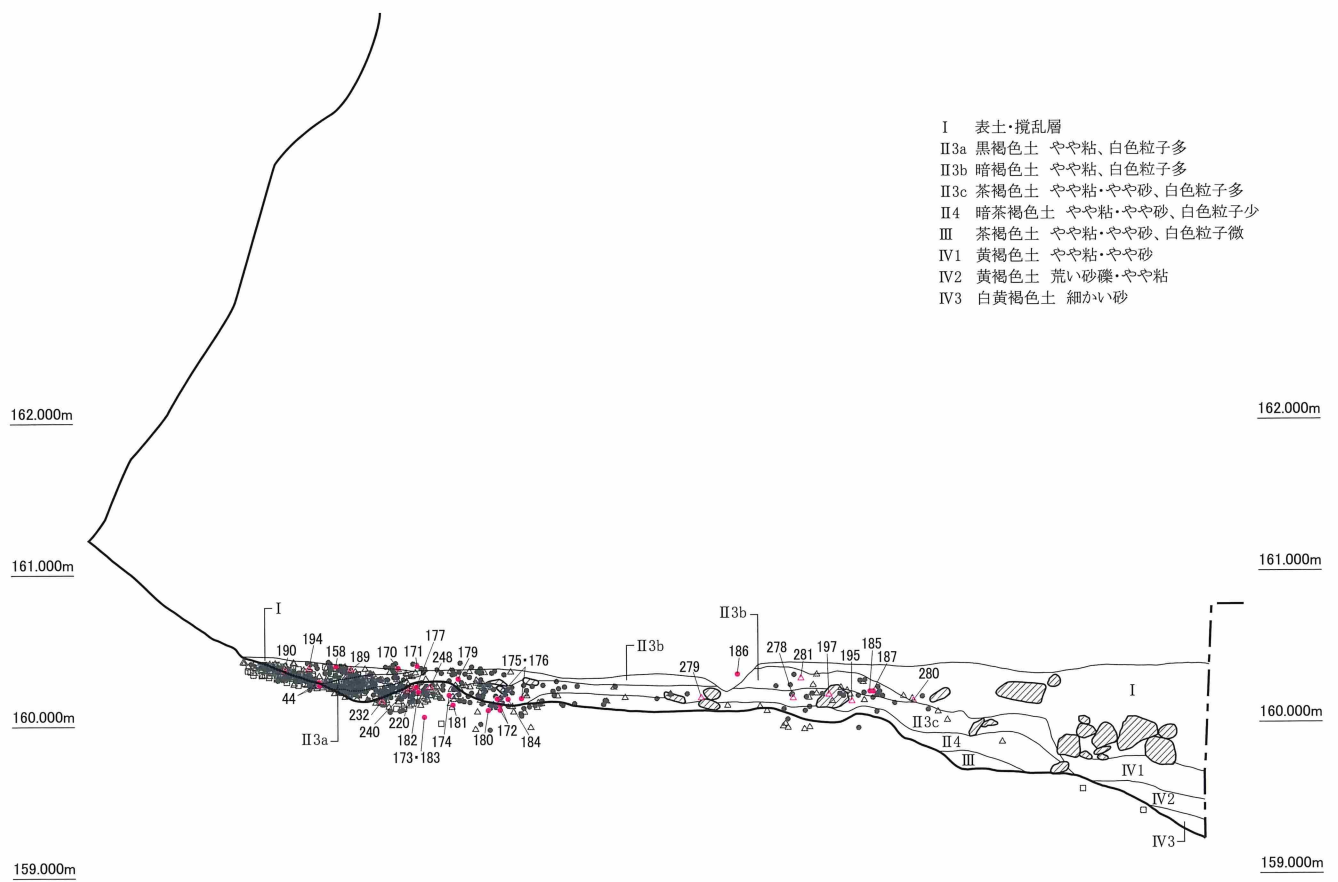 Ⅰ 表土・撹乱層
Ⅱ3a 黒褐色土 やや粘、白色粒子多
Ⅱ3b 暗褐色土 やや粘、白色粒子多
Ⅱ3c 茶褐色土 やや粘・やや砂、白色粒子多
Ⅱ4 暗茶褐色土 やや粘・やや砂、白色粒子少
Ⅲ 茶褐色土 やや粘・やや砂、白色粒子微
Ⅳ1 黄褐色土 やや粘・やや砂
Ⅳ2 黄褐色土 荒い砂礫・やや粘
Ⅳ3 白黄褐色土 細かい砂
162.000m
162.000m
161.000m
161.000m
Ⅰ
190
194
158
189
170
171
177
248
179
175・176
Ⅱ3b
279
Ⅱ3b
186
278
281
197
195
185
187
280
Ⅰ
44
232
240
220
182
173・183
174
181
180
172
184
Ⅱ3a
160.000m
160.000m
Ⅱ3c
Ⅱ4
Ⅲ
Ⅳ1
Ⅳ2
Ⅳ3
159.000m
159.000m